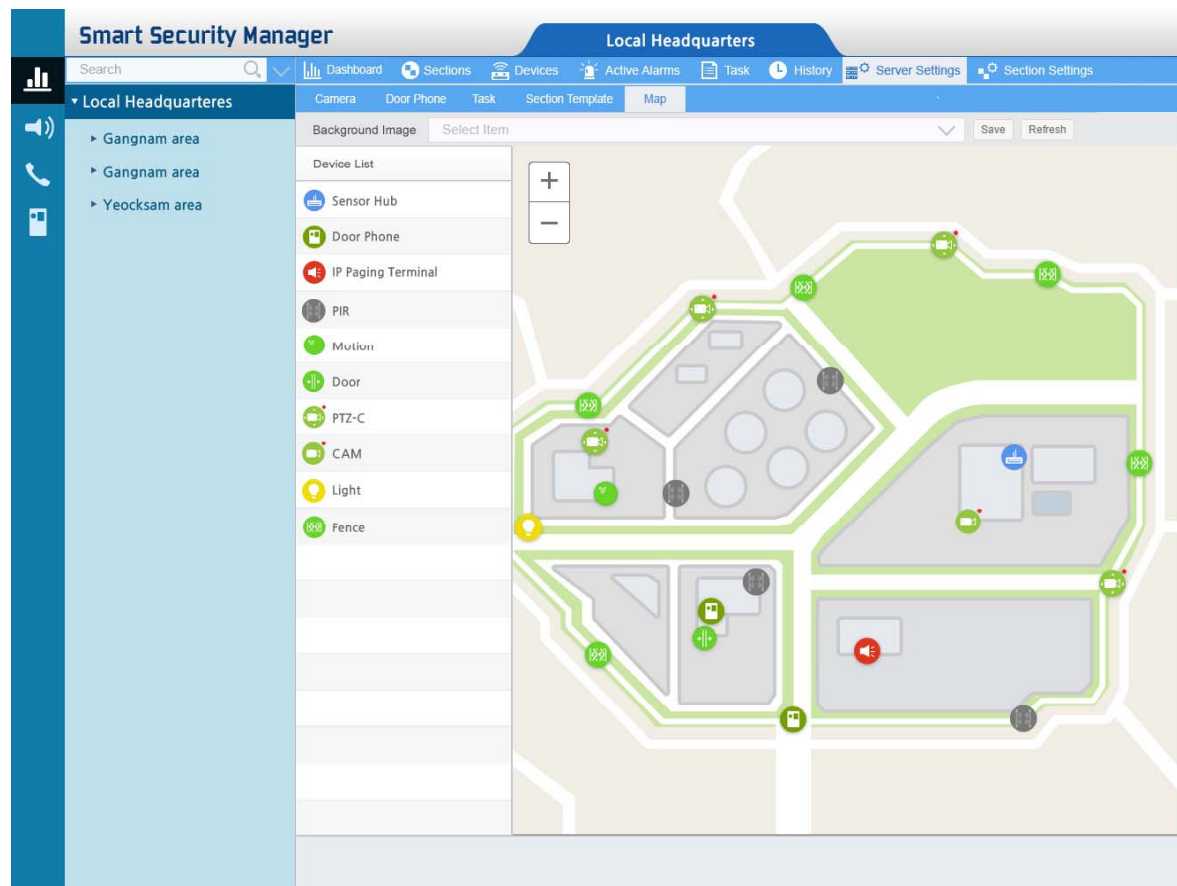 Smart Security Manager
Local Headquarters
Search
Dashboard Sections Devices Active Alarms Task History Server Settings Section Settings
Local Headquarteres
Camera Door Phone Task Section Template Map
Background Image Select Item Save Refresh
Gangnam area
Gangnam area
Yeocksam area
Device List
Sensor Hub
Door Phone
IP Paging Terminal
PIR
Motion
Door
PTZ-C
CAM
Light
Fence